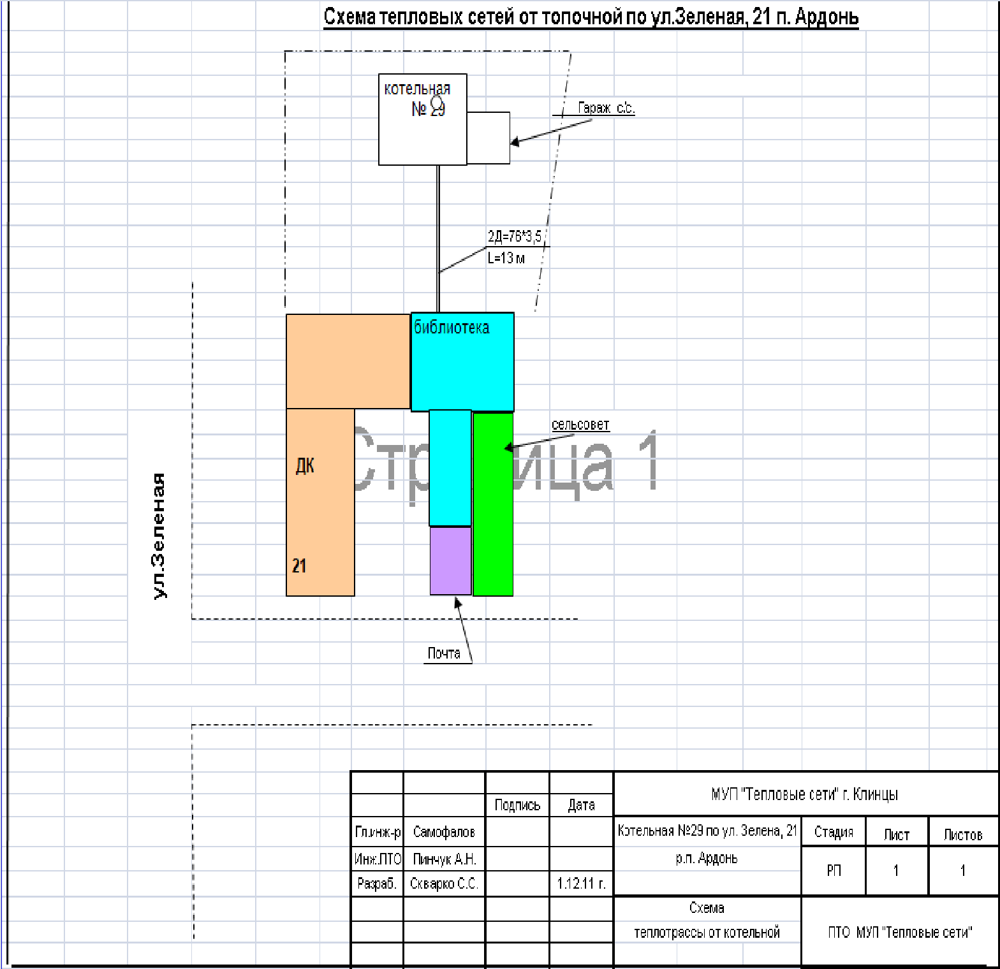 Схема тепловых сетей от топочной по ул.Зеленая, 21 п. Ардонь
котельная
№ 29
Гараж с/с.
2Д=76*3,5
L=13 м
библиотека
сельсовет
Страница 1
ДК
21
ул.Зеленая
Почта
Подпись
Дата
МУП "Тепловые сети" г. Клинцы
Гл.инж-р
Самофалов
Котельная №29 по ул. Зелена, 21
Стадия
Лист
Листов
Инж.ПТО
Пинчук А.Н.
р.п. Ардонь
РП
1
1
Разраб.
Скварко С.С.
1.12.11 г.
Схема
теплотрассы от котельной
ПТО МУП "Тепловые сети"